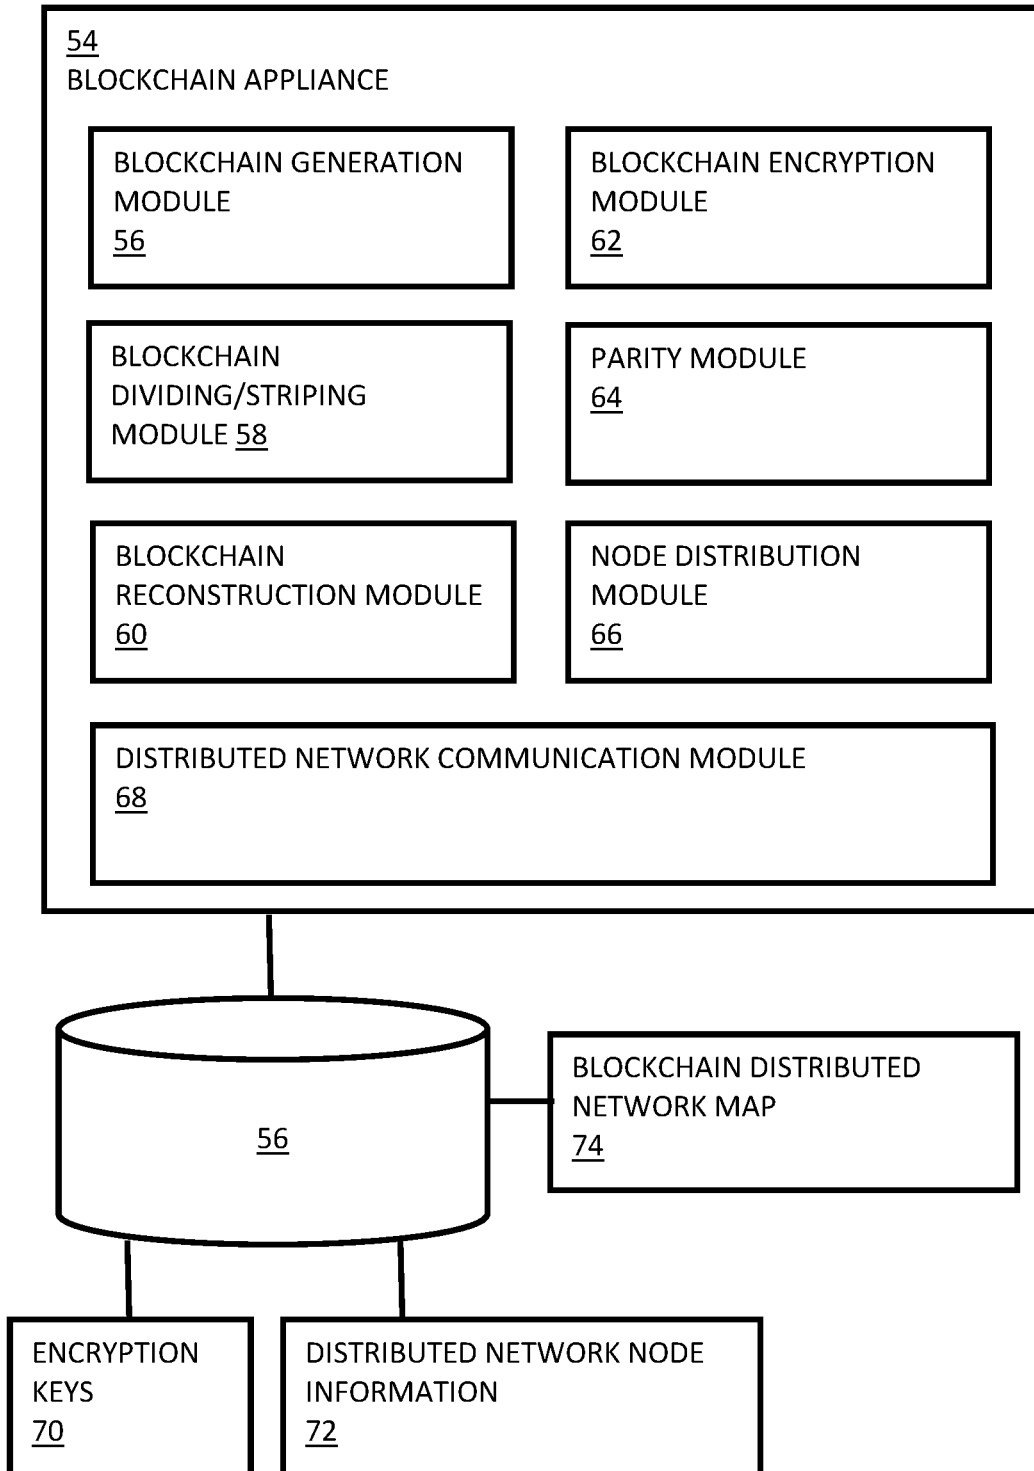 54
BLOCKCHAIN APPLIANCE
BLOCKCHAIN GENERATION
MODULE
56
BLOCKCHAIN ENCRYPTION
MODULE
62
BLOCKCHAIN
DIVIDING/STRIPING
MODULE 58
PARITY MODULE
64
BLOCKCHAIN
RECONSTRUCTION MODULE
60
NODE DISTRIBUTION
MODULE
66
DISTRIBUTED NETWORK COMMUNICATION MODULE
68
56
BLOCKCHAIN DISTRIBUTED
NETWORK MAP
74
ENCRYPTION
KEYS
70
DISTRIBUTED NETWORK NODE
INFORMATION
72